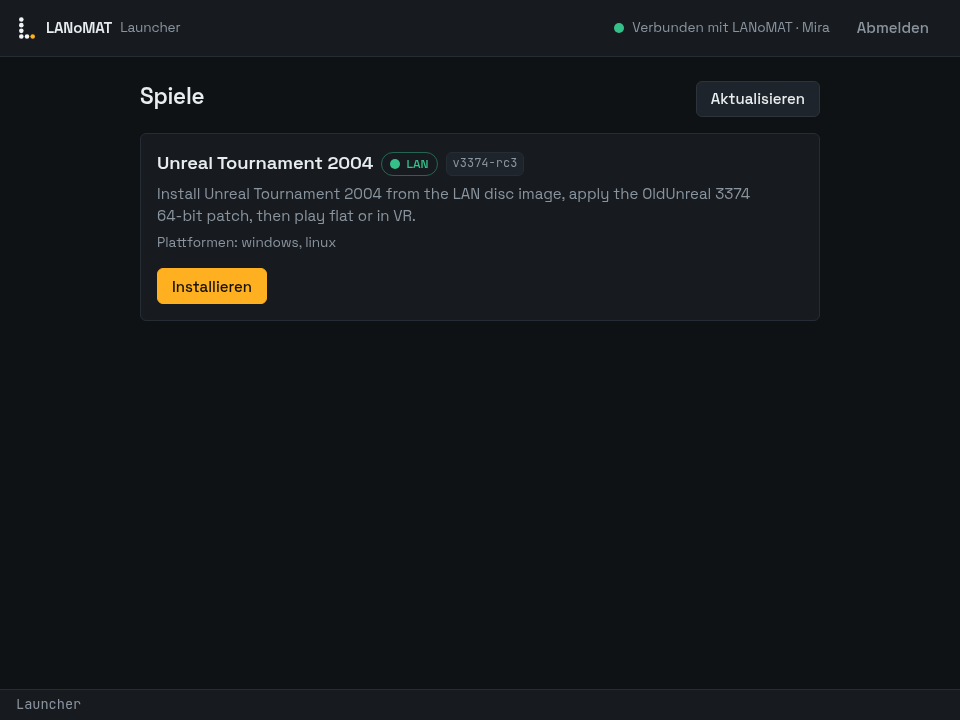 LANoMAT Launcher
Verbunden mit LANoMAT · Mira
Abmelden
Spiele
Aktualisieren
Unreal Tournament 2004
LAN
v3374-rc3
Install Unreal Tournament 2004 from the LAN disc image, apply the OldUnreal 3374
64-bit patch, then play flat or in VR.
Plattformen: windows, linux
Installieren
Launcher